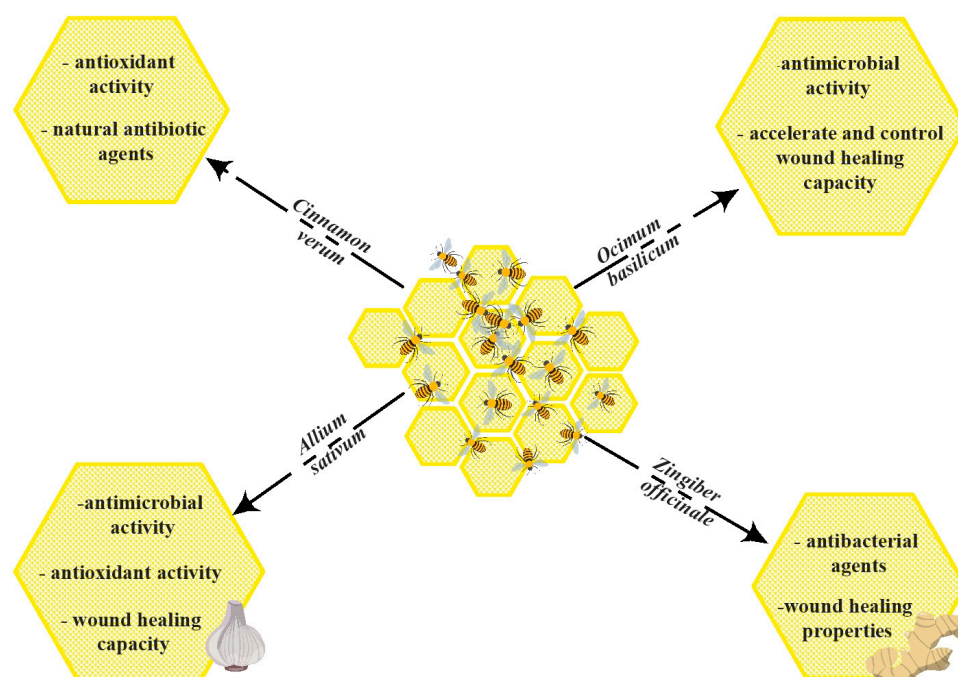 - antioxidant
activity
- natural antibiotic
agents
-antimicrobial
activity
- accelerate and control
wound healing
capacity
Cinnamon
verum
Ocimum
basilicum
Allium
sativum
Zingiber
officinale
-antimicrobial
activity
- antioxidant activity
- wound healing
capacity
- antibacterial
agents
-wound healing
properties